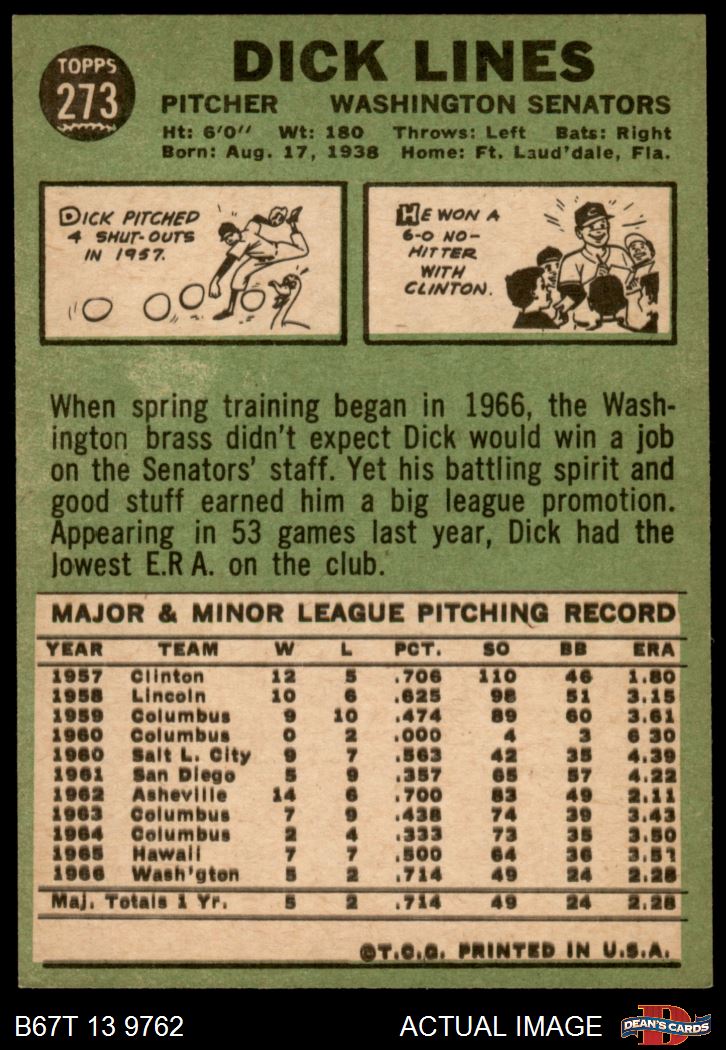 TOPPS
273
DICK LINES
PITCHER WASHINGTON SENATORS
Ht: 6'0" Wt: 180 Throws: Left Bats: Right
Born: Aug. 17, 1938 Home: Ft. Laud'dale, Fla.
DICK PITCHED
4 SHUT-OUTS
IN 1957.
HE WON A
6-0 NO-
HITTER
WITH
CLINTON.
When spring training began in 1966, the Wash-
ington brass didn't expect Dick would win a job
on the Senators' staff. Yet his battling spirit and
good stuff earned him a big league promotion.
Appearing in 53 games last year, Dick had the
lowest E.R A. on the club.
MAJOR & MINOR LEAGUE PITCHING RECORD
YEAR TEAM W L PCT. SO BB ERA
1957 Clinton 12 5 .706 110 46 1.80
1958 Lincoln 10 6 .625 98 51 3.15
1959 Columbus 9 10 .474 89 60 3.61
1960 Columbus 0 2 .000 4 3 6 30
1960 Salt L. City 9 7 .563 42 35 4.39
1961 San Diego 5 9 .357 65 57 4.22
1962 Asheville 14 6 .700 83 49 2.11
1963 Columbus 7 9 .438 74 39 3.43
1964 Columbus 2 4 .333 73 35 3.50
1965 Hawaii 7 7 .500 64 36 3.51
1966 Wash'gton 5 2 .714 49 24 2.28
Maj. Totals 1 Yr. 5 2 .714 49 24 2.28
©T.C.G. PRINTED IN U.S.A.
B67T 13 9762 ACTUAL IMAGE
D
DEAN'S CARDS